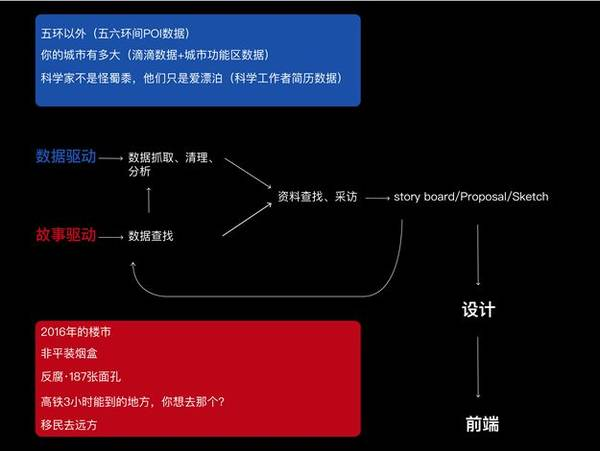 五环以外（五六环间POI数据）
你的城市有多大（滴滴数据+城市功能区数据）
科学家不是怪蜀黍，他们只是爱漂泊（科学工作者简历数据）
数据驱动
数据抓取、清理、
分析
资料查找、采访
story board/Proposal/Sketch
故事驱动
数据查找
设计
2016年的楼市
非平装烟盒
反腐·187张面孔
高铁3小时能到的地方，你想去那个？
移民去远方
前端